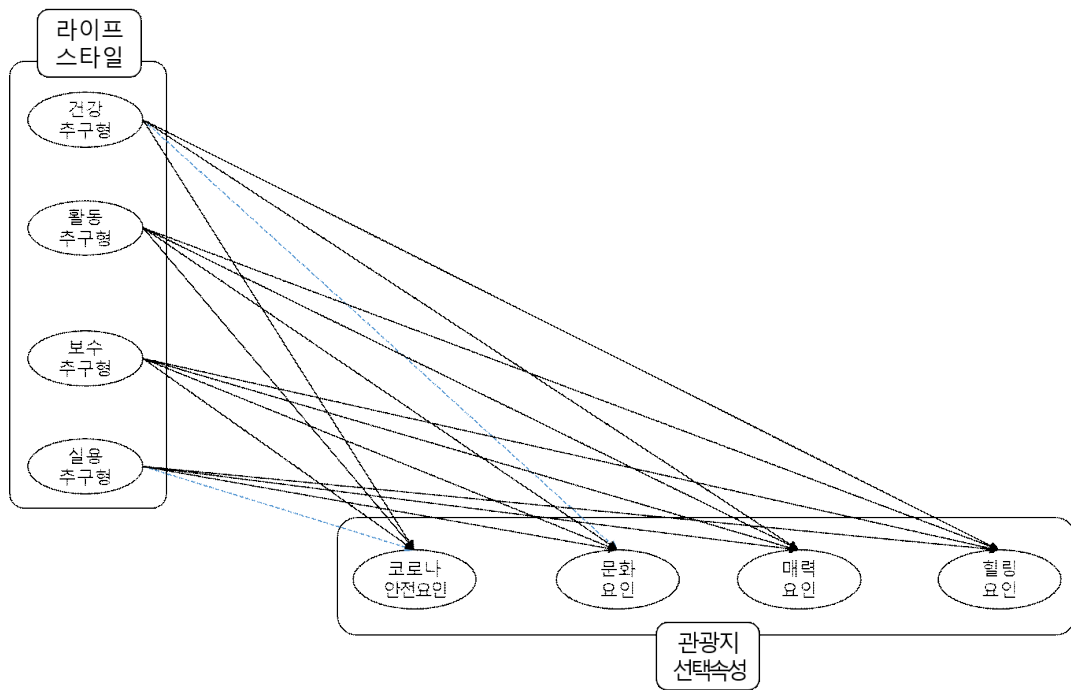 라이프
스타일
건강
추구형
활동
추구형
보수
추구형
실용
추구형
코로나
안전요인
문화
요인
매력
요인
힐링
요인
관광지
선택속성